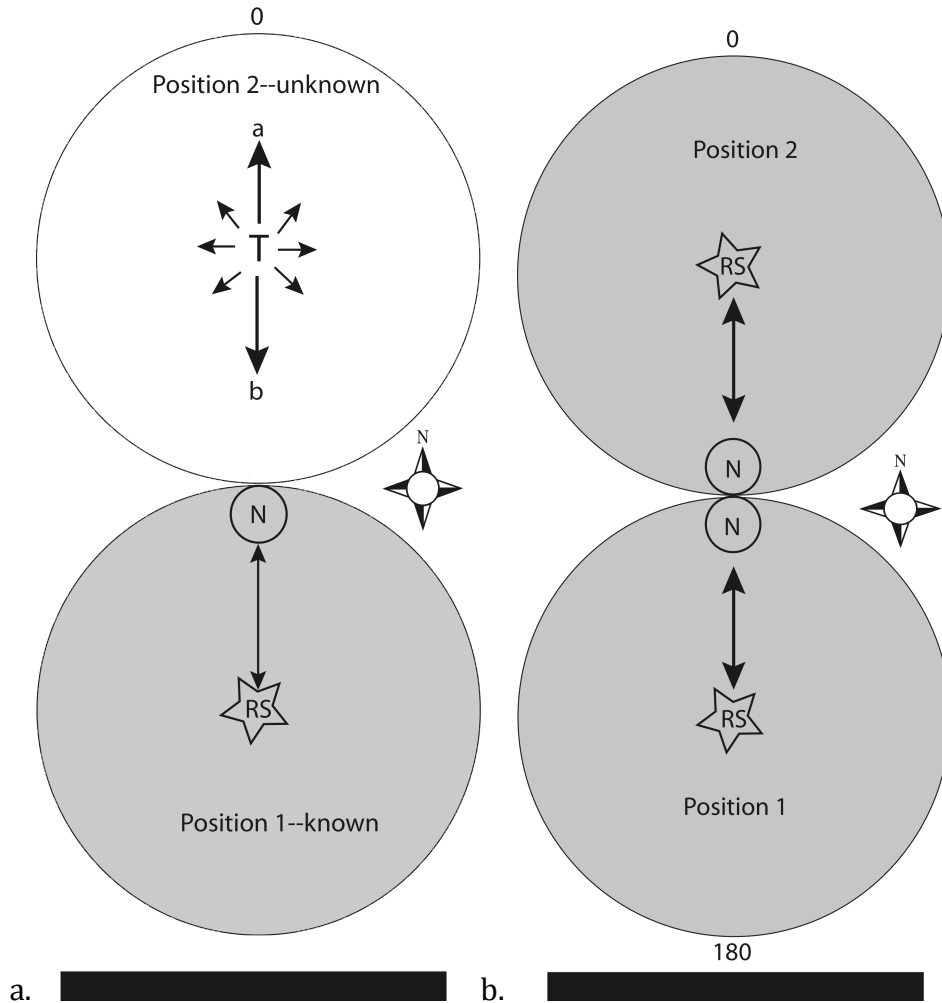 0
Position 2--unknown
a
T
b
N
N
RS
Position 1--known
a.
0
Position 2
RS
N
N
N
RS
Position 1
180
b.